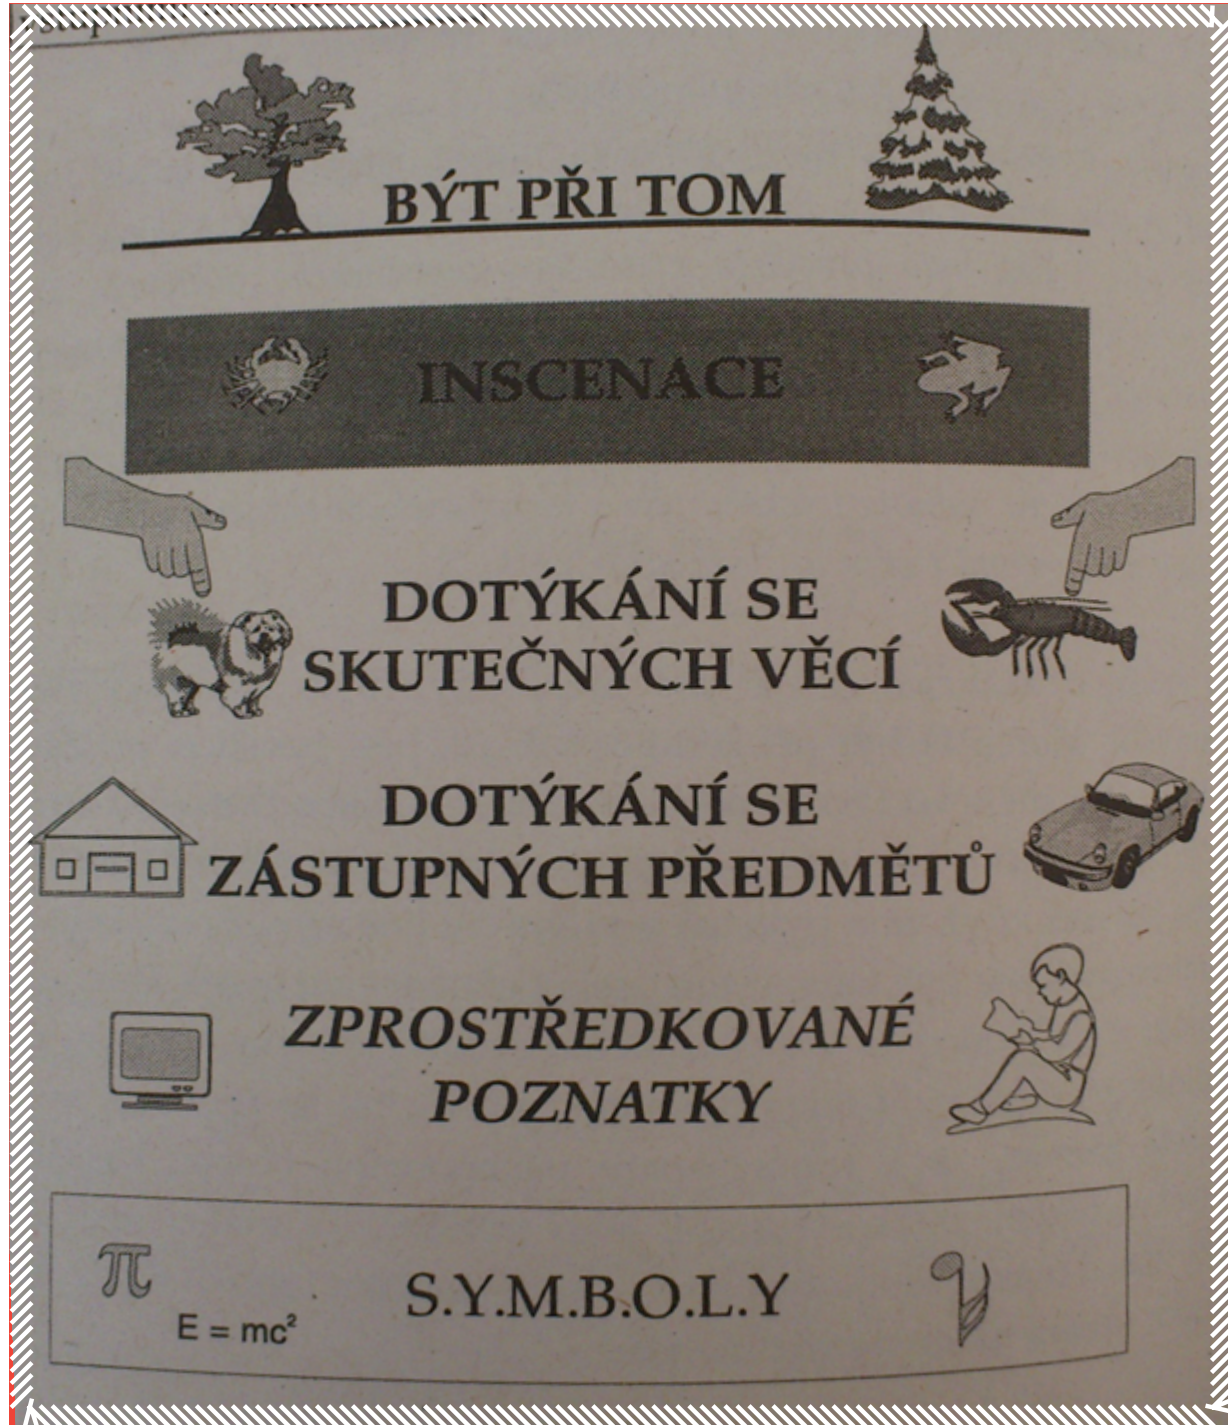 BÝT PŘI TOM
INSCENACE
DOTÝKÁNÍ SE
SKUTEČNÝCH VĚCÍ
DOTÝKÁNÍ SE
ZÁSTUPNÝCH PŘEDMĚTŮ
ZPROSTŘEDKOVANÉ
POZNATKY
π
E = mc²
S.Y.M.B.O.L.Y